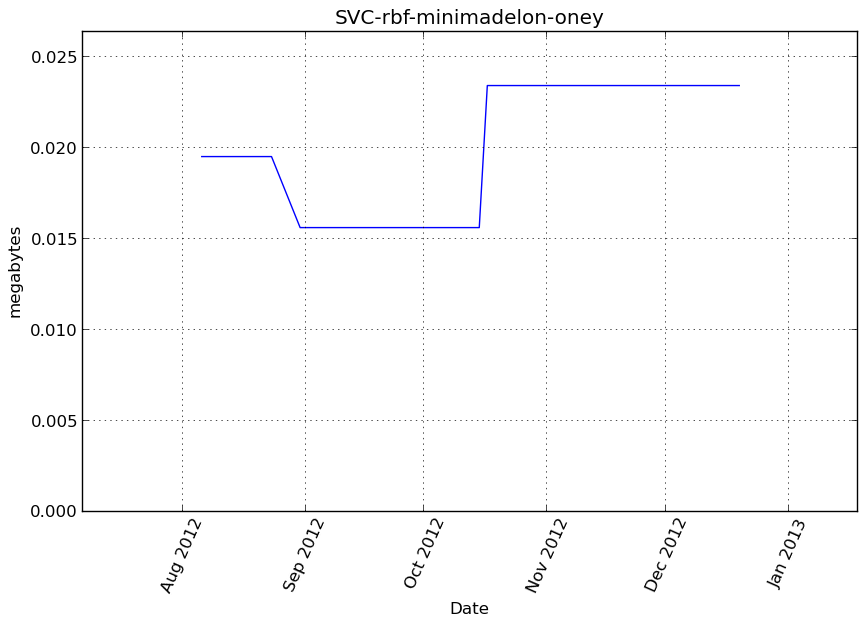 SVC-rbf-minimadelon-oney
0.025
0.020
0.015
0.010
0.005
0.000
megabytes
Aug 2012
Sep 2012
Oct 2012
Nov 2012
Dec 2012
Jan 2013
Date